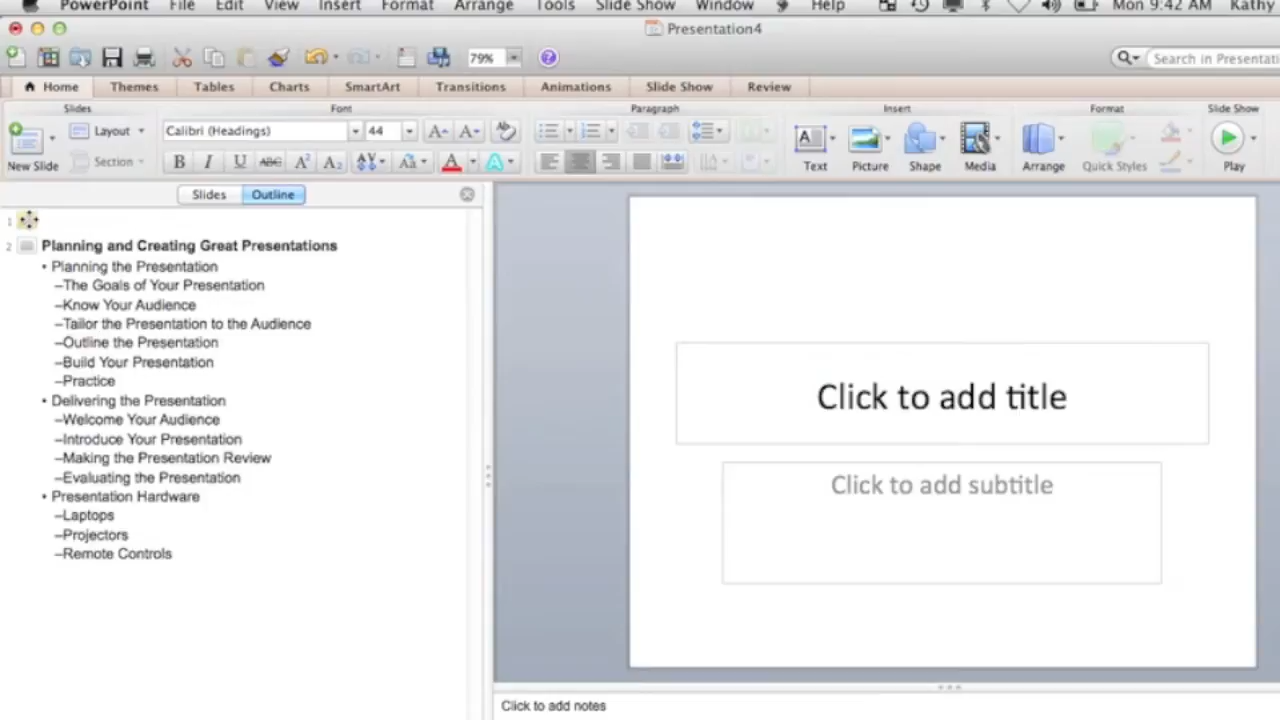 PowerPoint File Edit View Insert Format Arrange Tools Slide Show Window Help Mon 9:42 AM Kathy
Presentation4
79% Search in Presentati
Home Themes Tables Charts SmartArt Transitions Animations Slide Show Review
Slides Font Paragraph Insert Format Slide Show
Layout Calibri (Headings) 44
New Slide Section B I U ABC A² A₂ Text Picture Shape Media Arrange Quick Styles Play
Slides Outline
1
2 Planning and Creating Great Presentations
• Planning the Presentation
–The Goals of Your Presentation
–Know Your Audience
–Tailor the Presentation to the Audience
–Outline the Presentation
–Build Your Presentation
–Practice
• Delivering the Presentation
–Welcome Your Audience
–Introduce Your Presentation
–Making the Presentation Review
–Evaluating the Presentation
• Presentation Hardware
–Laptops
–Projectors
–Remote Controls
Click to add title
Click to add subtitle
Click to add notes